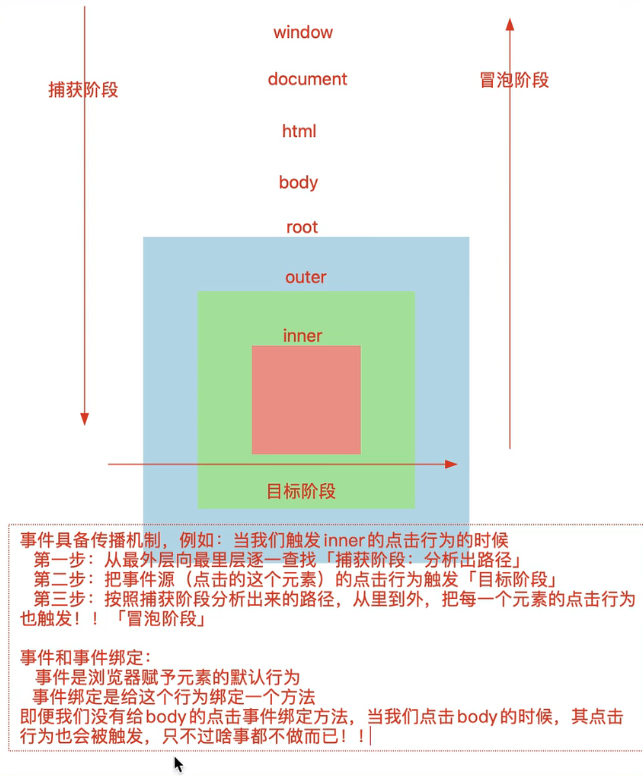 window
捕获阶段
document
冒泡阶段
html
body
root
outer
inner
目标阶段
事件具备传播机制，例如：当我们触发inner的点击行为的时候
第一步：从最外层向最里层逐一查找「捕获阶段：分析出路径」
第二步：把事件源（点击的这个元素）的点击行为触发「目标阶段」
第三步：按照捕获阶段分析出来的路径，从里到外，把每一个元素的点击行为
也触发！！「冒泡阶段」
事件和事件绑定：
事件是浏览器赋予元素的默认行为
事件绑定是给这个行为绑定一个方法
即便我们没有给body的点击事件绑定方法，当我们点击body的时候，其点击
行为也会被触发，只不过啥事都不做而已！！